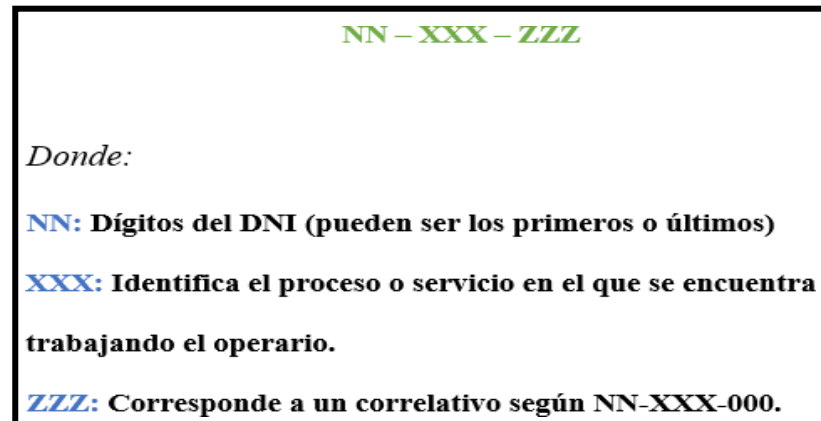 NN – XXX – ZZZ
Donde:
NN: Dígitos del DNI (pueden ser los primeros o últimos)
XXX: Identifica el proceso o servicio en el que se encuentra
trabajando el operario.
ZZZ: Corresponde a un correlativo según NN-XXX-000.